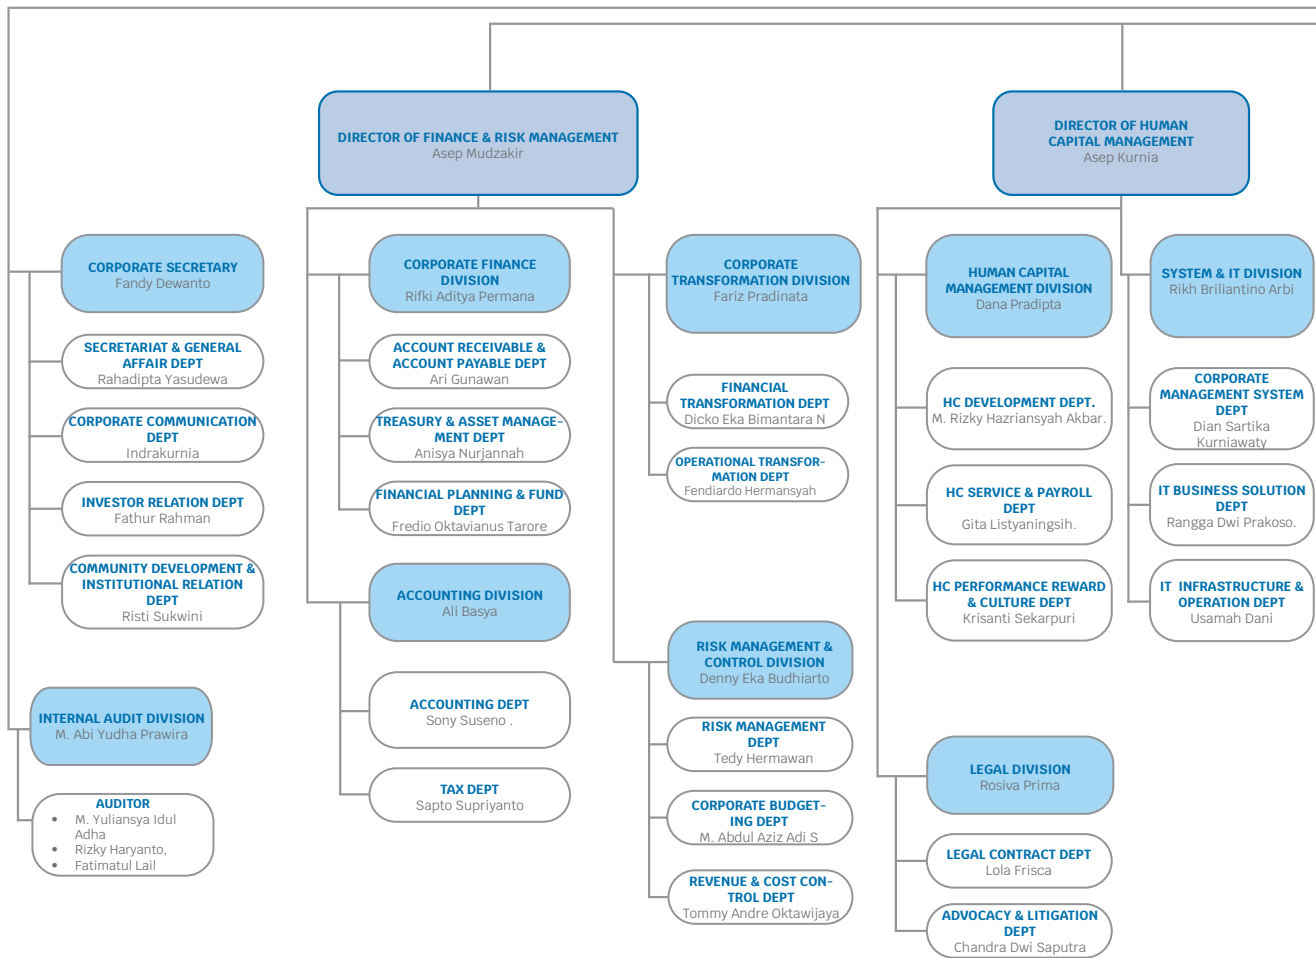 DIRECTOR OF FINANCE & RISK MANAGEMENT
Asep Mudzakir
DIRECTOR OF HUMAN
CAPITAL MANAGEMENT
Asep Kurnia
CORPORATE SECRETARY
Fandy Dewanto
SECRETARIAT & GENERAL
AFFAIR DEPT
Rahadipta Yasudewa
CORPORATE COMMUNICATION
DEPT
Indrakurnia
INVESTOR RELATION DEPT
Fathur Rahman
COMMUNITY DEVELOPMENT &
INSTITUTIONAL RELATION
DEPT
Risti Sukwini
INTERNAL AUDIT DIVISION
M. Abi Yudha Prawira
AUDITOR
• M. Yuliansya Idul
Adha
• Rizky Haryanto,
• Fatimatul Lail
CORPORATE FINANCE
DIVISION
Rifki Aditya Permana
ACCOUNT RECEIVABLE &
ACCOUNT PAYABLE DEPT
Ari Gunawan
TREASURY & ASSET MANAGE-
MENT DEPT
Anisya Nurjannah
FINANCIAL PLANNING & FUND
DEPT
Fredio Oktavianus Tarore
ACCOUNTING DIVISION
Ali Basya
ACCOUNTING DEPT
Sony Suseno .
TAX DEPT
Sapto Supriyanto
CORPORATE
TRANSFORMATION DIVISION
Fariz Pradinata
FINANCIAL
TRANSFORMATION DEPT
Dicko Eka Bimantara N
OPERATIONAL TRANSFOR-
MATION DEPT
Fendiardo Hermansyah
RISK MANAGEMENT &
CONTROL DIVISION
Denny Eka Budhiarto
RISK MANAGEMENT
DEPT
Tedy Hermawan
CORPORATE BUDGET-
ING DEPT
M. Abdul Aziz Adi S
REVENUE & COST CON-
TROL DEPT
Tommy Andre Oktawijaya
HUMAN CAPITAL
MANAGEMENT DIVISION
Dana Pradipta
HC DEVELOPMENT DEPT.
M. Rizky Hazriansyah Akbar.
HC SERVICE & PAYROLL
DEPT
Gita Listyaningsih.
HC PERFORMANCE REWARD
& CULTURE DEPT
Krisanti Sekarpuri
LEGAL DIVISION
Rosiva Prima
LEGAL CONTRACT DEPT
Lola Frisca
ADVOCACY & LITIGATION
DEPT
Chandra Dwi Saputra
SYSTEM & IT DIVISION
Rikh Briliantino Arbi
CORPORATE
MANAGEMENT SYSTEM
DEPT
Dian Sartika
Kurniawaty
IT BUSINESS SOLUTION
DEPT
Rangga Dwi Prakoso.
IT  INFRASTRUCTURE &
OPERATION DEPT
Usamah Dani